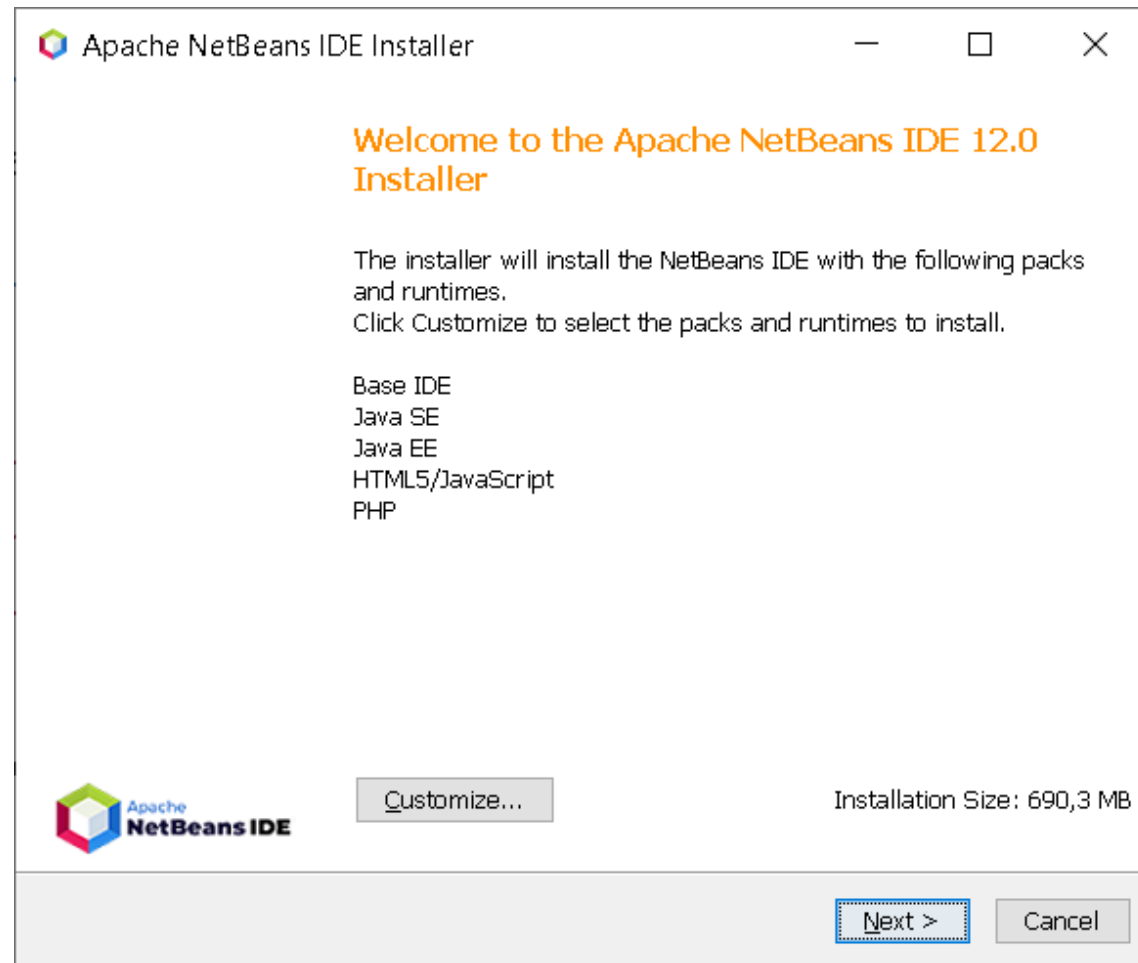 Apache NetBeans IDE Installer
Welcome to the Apache NetBeans IDE 12.0
Installer
The installer will install the NetBeans IDE with the following packs
and runtimes.
Click Customize to select the packs and runtimes to install.
Base IDE
Java SE
Java EE
HTML5/JavaScript
PHP
Apache
NetBeans IDE
Customize...
Installation Size: 690,3 MB
Next >
Cancel